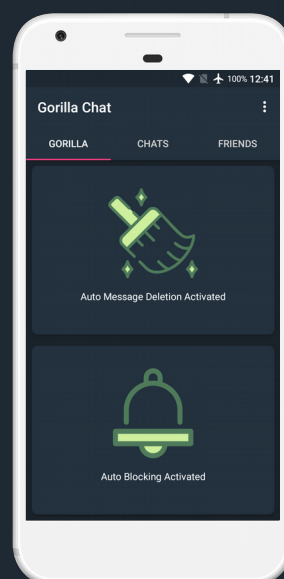 100% 12:41
Gorilla Chat
GORILLA CHATS FRIENDS
Auto Message Deletion Activated
Auto Blocking Activated